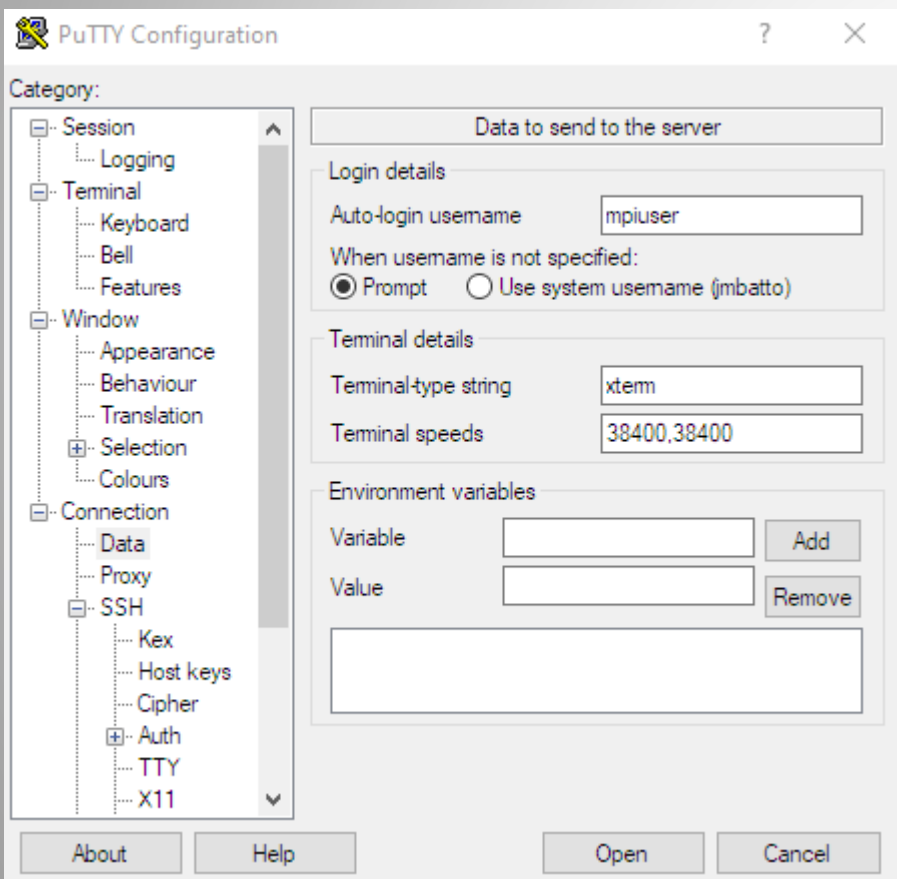 PuTTY Configuration
?
Category:
Session
Logging
Terminal
Keyboard
Bell
Features
Window
Appearance
Behaviour
Translation
Selection
Colours
Connection
Data
Proxy
SSH
Kex
Host keys
Cipher
Auth
TTY
X11
Data to send to the server
Login details
Auto-login username mpiuser
When username is not specified:
Prompt Use system username (jmbatto)
Terminal details
Terminal-type string xterm
Terminal speeds 38400,38400
Environment variables
Variable Add
Value Remove
About Help Open Cancel